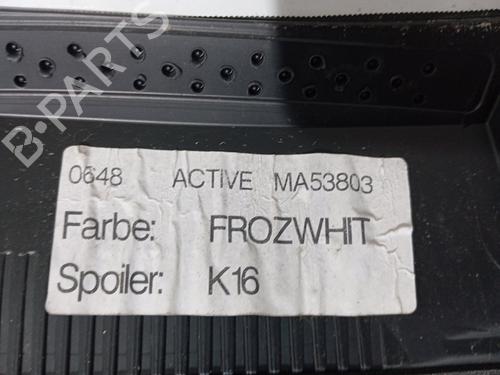 B-PARTS
0648 ACTIVE MA53803
Farbe: FROZWHIT
Spoiler: K16